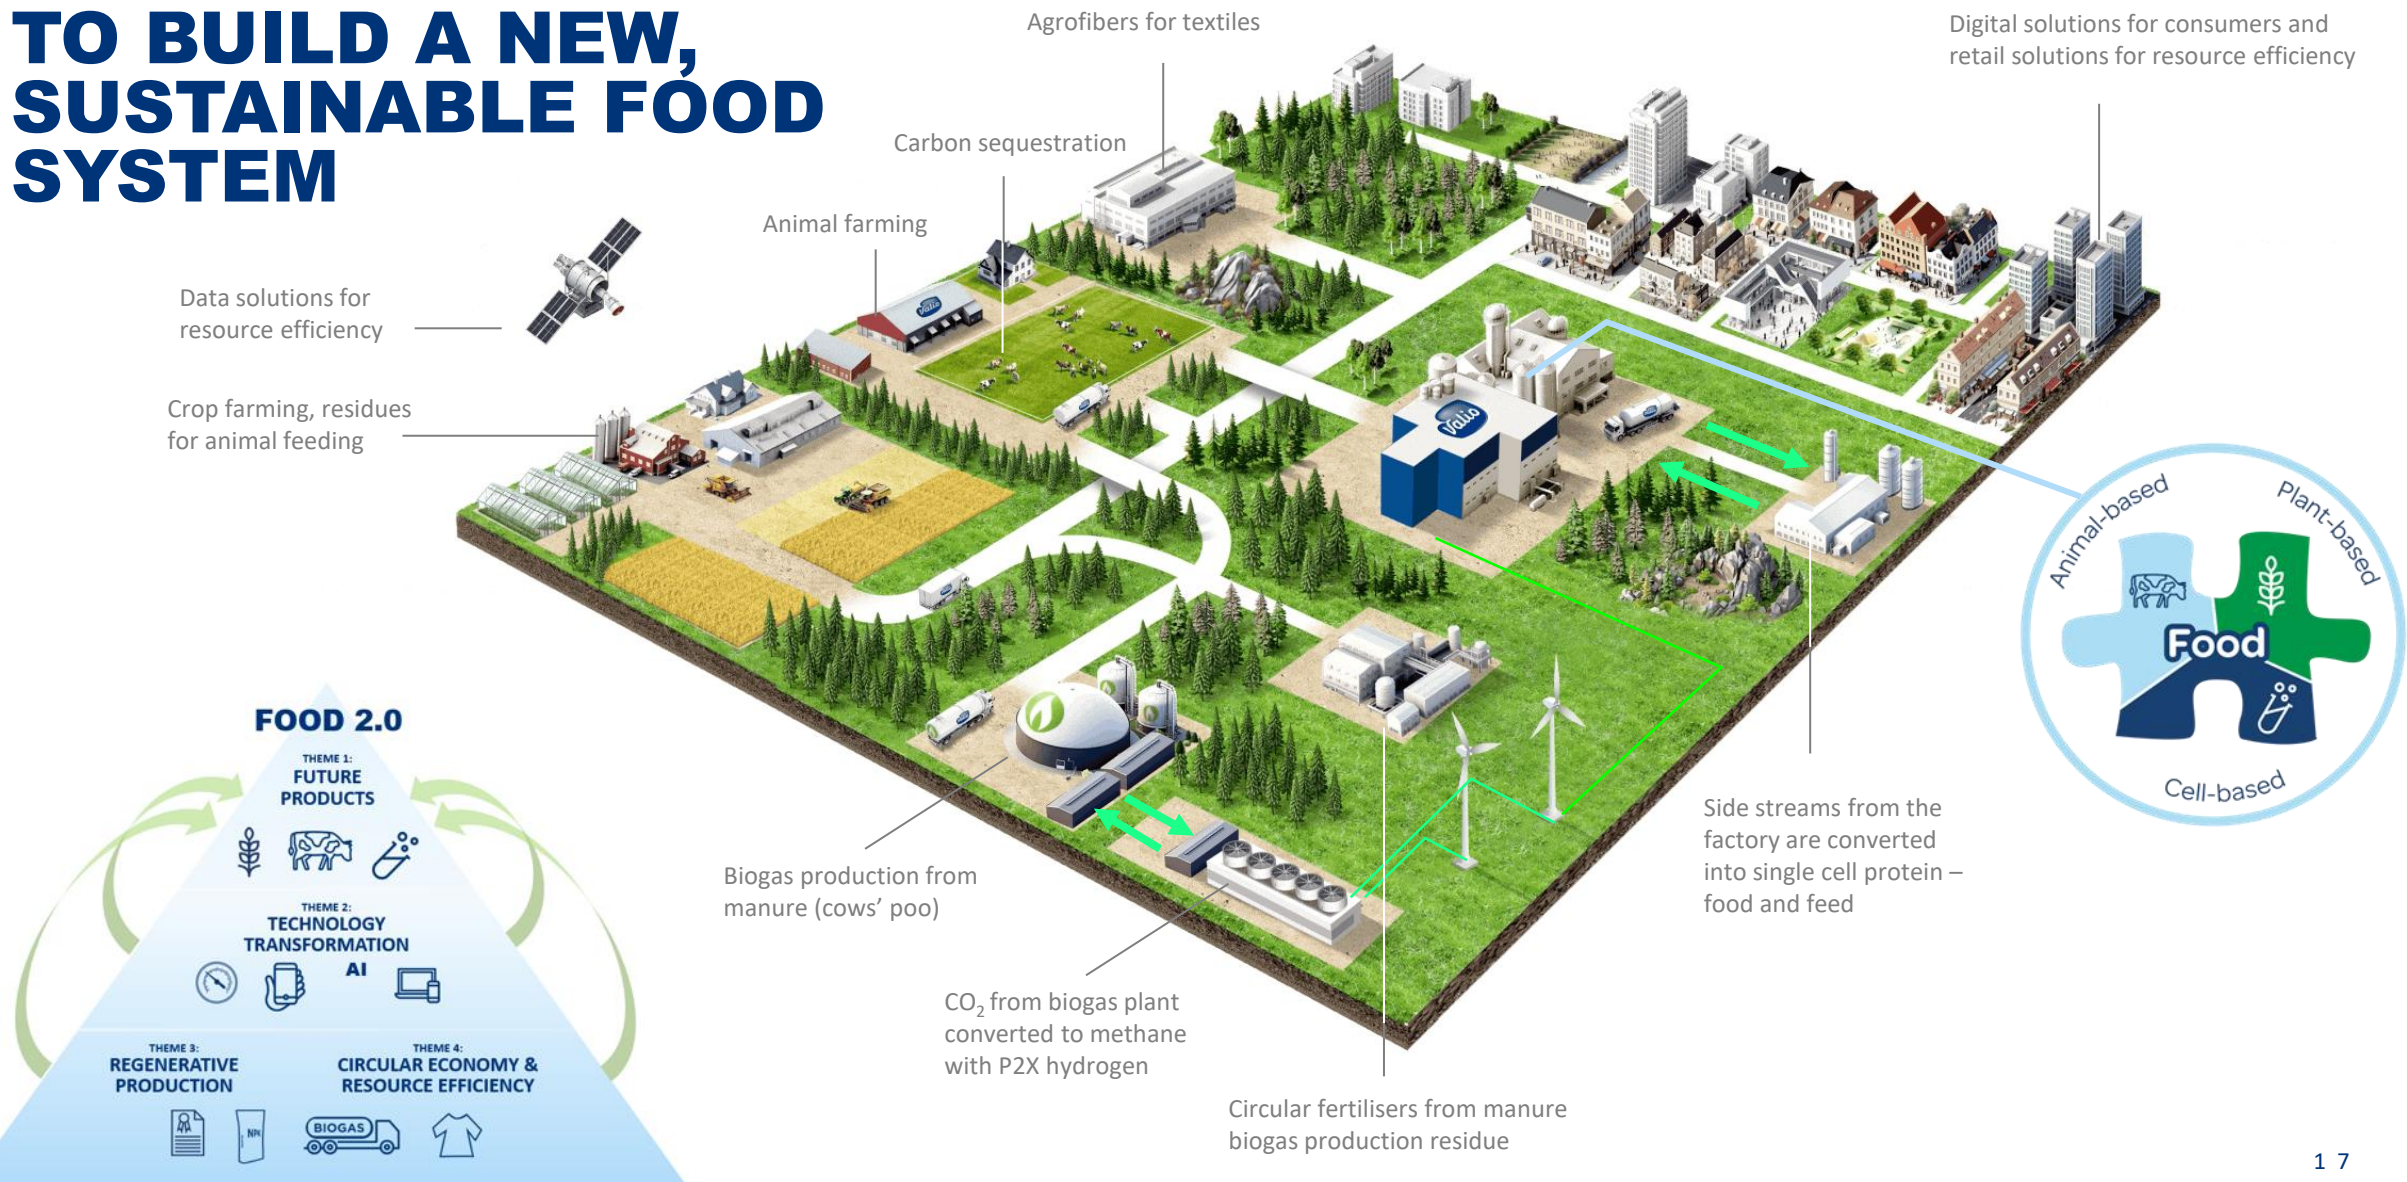 TO BUILD A NEW,
SUSTAINABLE FOOD
SYSTEM
Agrofibers for textiles
Digital solutions for consumers and
retail solutions for resource efficiency
Carbon sequestration
Animal farming
Data solutions for
resource efficiency
Crop farming, residues
for animal feeding
Valio
Valio
Valio
Valio
Valio
Valio
Animal-based
Plant-based
Food
Cell-based
FOOD 2.0
THEME 1:
FUTURE
PRODUCTS
THEME 2:
TECHNOLOGY
TRANSFORMATION
AI
THEME 3:
REGENERATIVE
PRODUCTION
THEME 4:
CIRCULAR ECONOMY &
RESOURCE EFFICIENCY
NPK
BIOGAS
Biogas production from
manure (cows’ poo)
CO₂ from biogas plant
converted to methane
with P2X hydrogen
Circular fertilisers from manure
biogas production residue
Side streams from the
factory are converted
into single cell protein –
food and feed
17